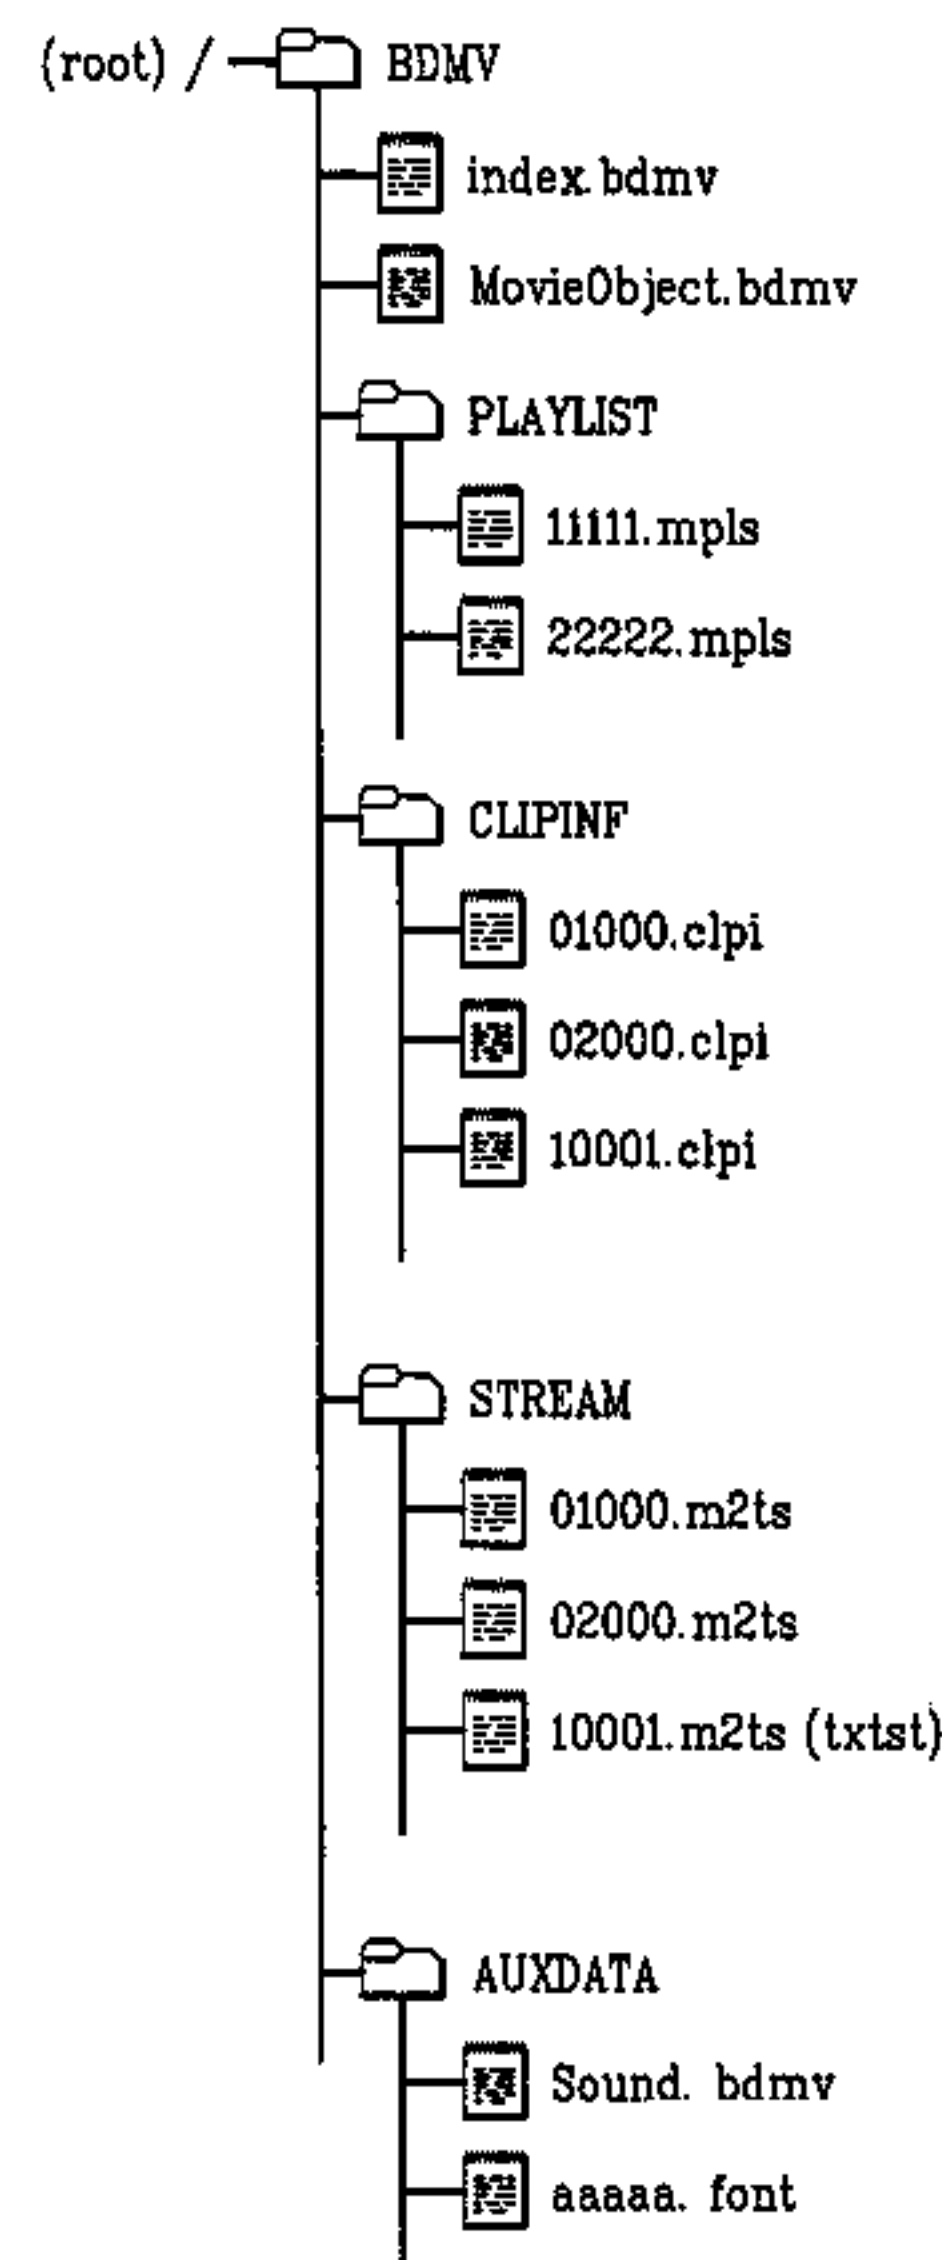 (root) / BDMV
index.bdmv
MovieObject.bdmv
PLAYLIST
11111.mpls
22222.mpls
CLIPINF
01000.clpi
02000.clpi
10001.clpi
STREAM
01000.m2ts
02000.m2ts
10001.m2ts (txtst)
AUXDATA
Sound. bdmv
aaaaa. font